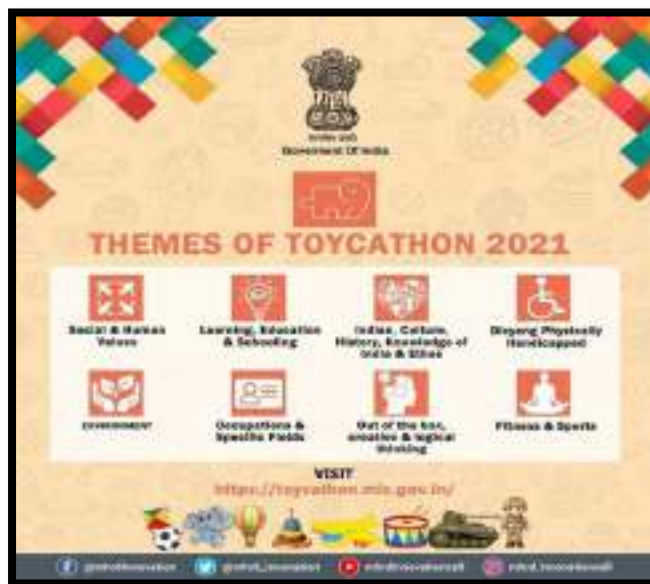 Government Of India
THEMES OF TOYCATHON 2021
Social & Human
Values
Learning, Education
& Schooling
Indian, Culture,
History, Knowledge of
India & Ethos
Divyang Physically
Handicapped
ENVIRONMENT
Occupations &
Specific Fields
Out of the box,
creative & logical
thinking
Fitness & Sports
VISIT
https://toycathon.mic.gov.in/